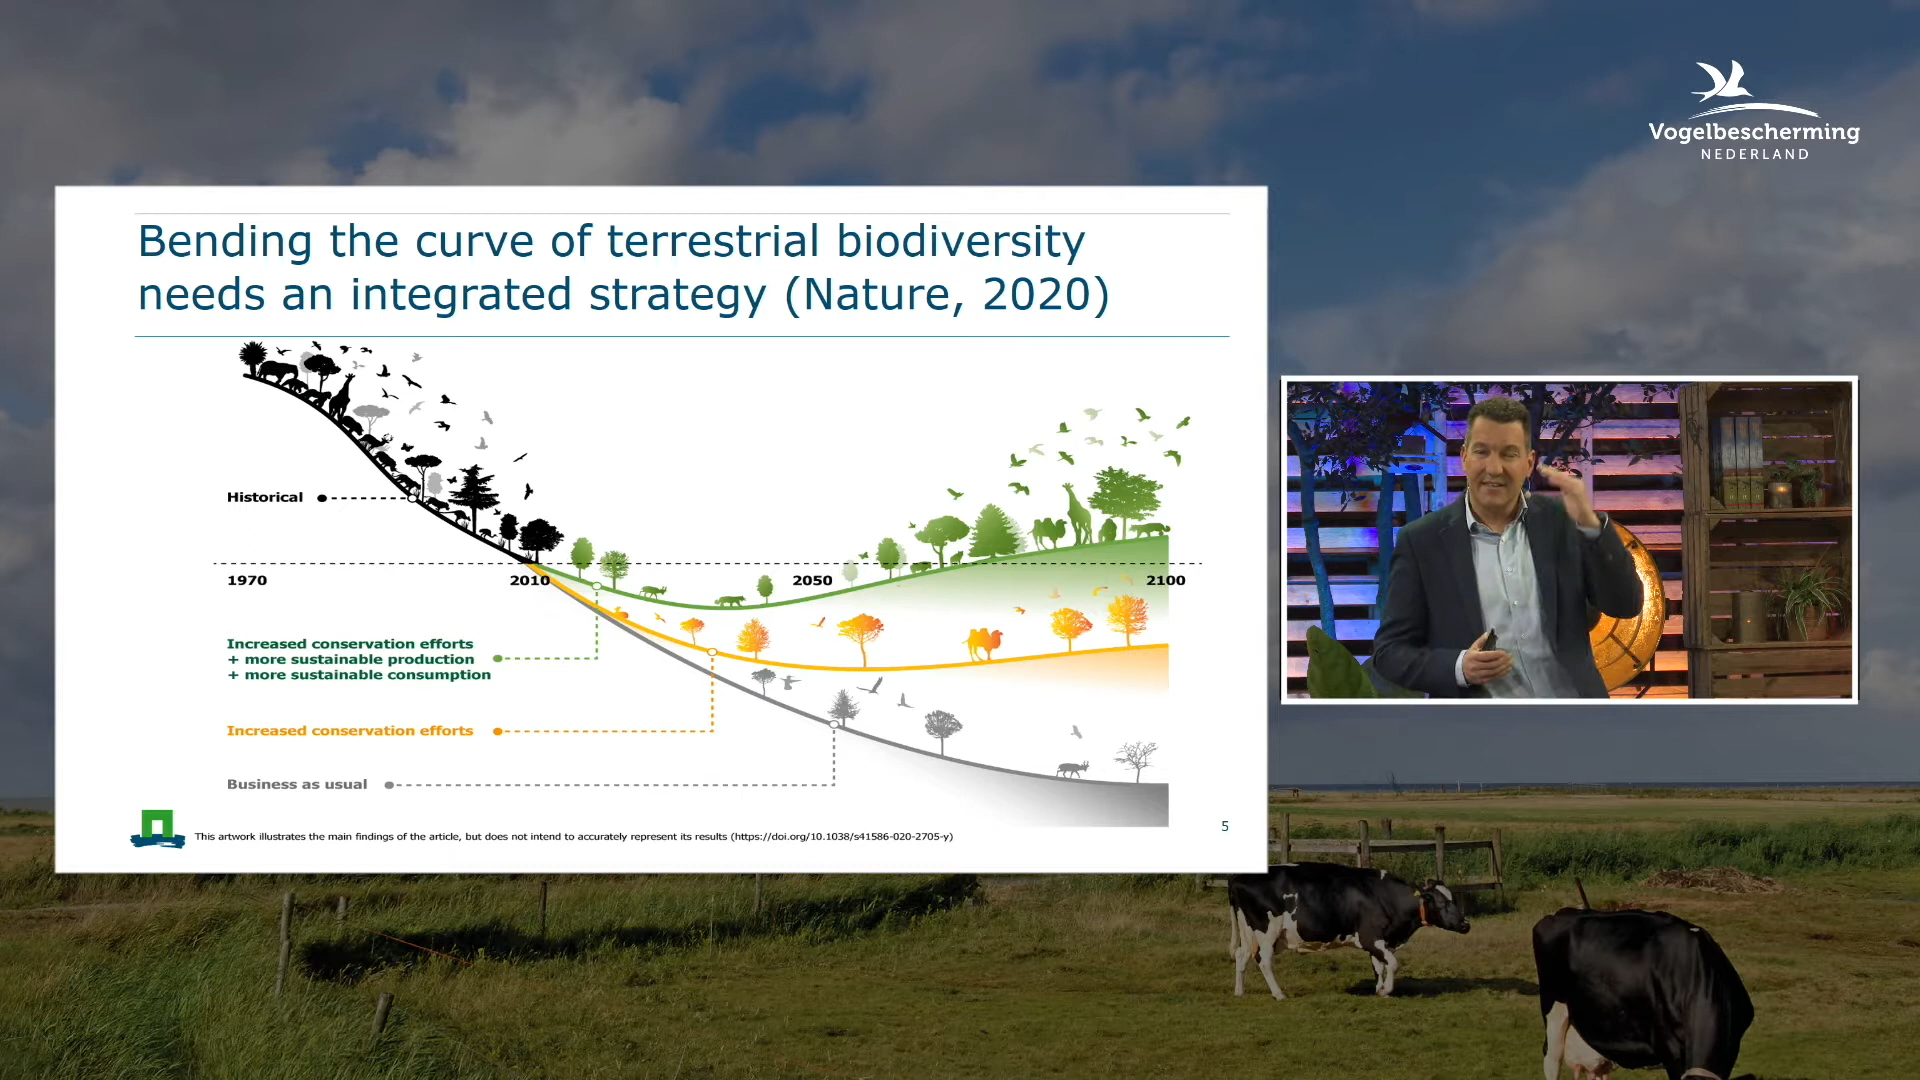 Vogelbescherming
NEDERLAND
Bending the curve of terrestrial biodiversity
needs an integrated strategy (Nature, 2020)
Historical
1970
2010
2050
2100
Increased conservation efforts
+ more sustainable production
+ more sustainable consumption
Increased conservation efforts
Business as usual
This artwork illustrates the main findings of the article, but does not intend to accurately represent its results (https://doi.org/10.1038/s41586-020-2705-y)
5